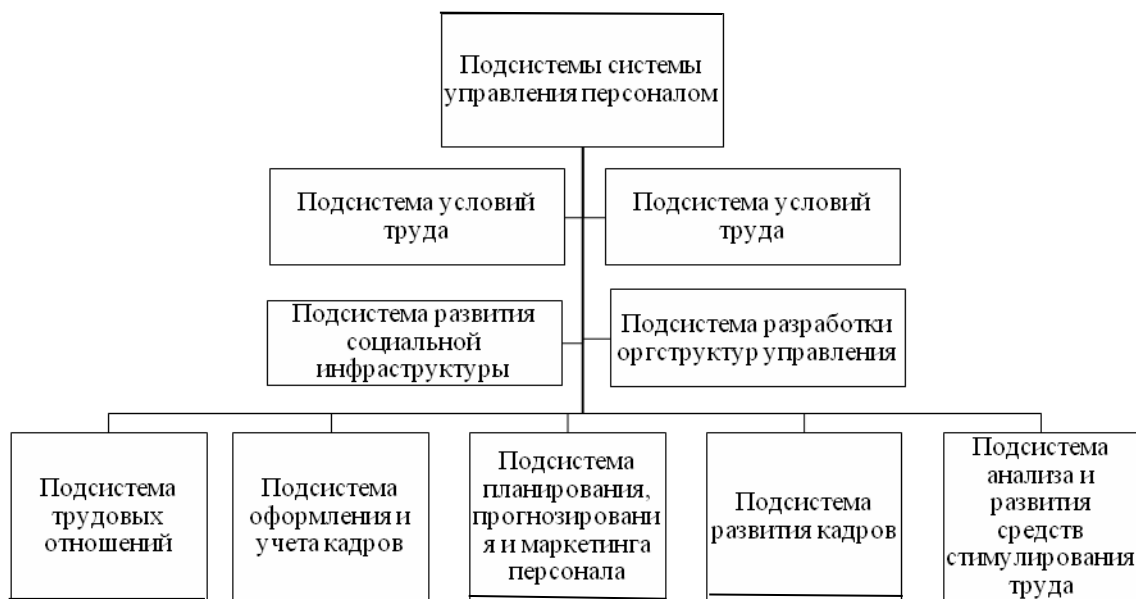 Подсистемы системы
управления персоналом
Подсистема условий
труда
Подсистема условий
труда
Подсистема развития
социальной
инфраструктуры
Подсистема разработки
оргструктур управления
Подсистема
трудовых
отношений
Подсистема
оформления и
учета кадров
Подсистема
планирования,
прогнозировани
я и маркетинга
персонала
Подсистема
развития кадров
Подсистема
анализа и
развития
средств
стимулирования
труда